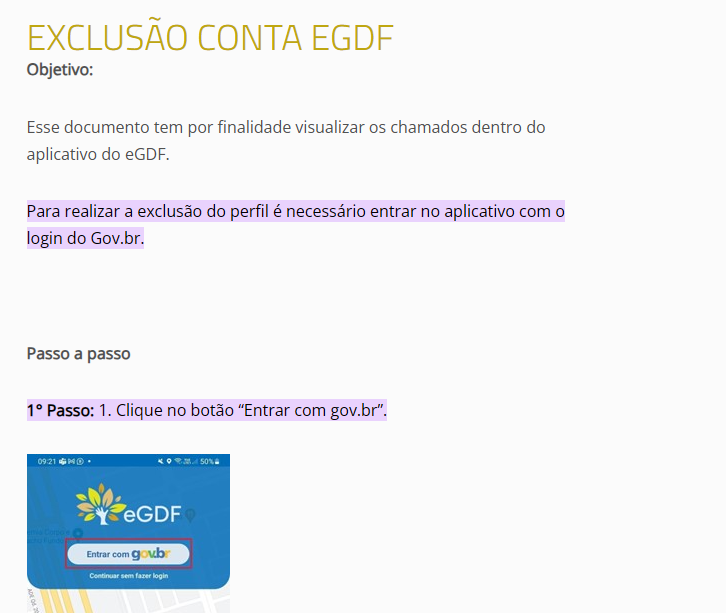 EXCLUSÃO CONTA EGDF
Objetivo:
Esse documento tem por finalidade visualizar os chamados dentro do
aplicativo do eGDF.
Para realizar a exclusão do perfil é necessário entrar no aplicativo com o
login do Gov.br.
Passo a passo
1° Passo: 1. Clique no botão “Entrar com gov.br”.
09:21 50%
eGDF
Entrar com gov.br
Continuar sem fazer login